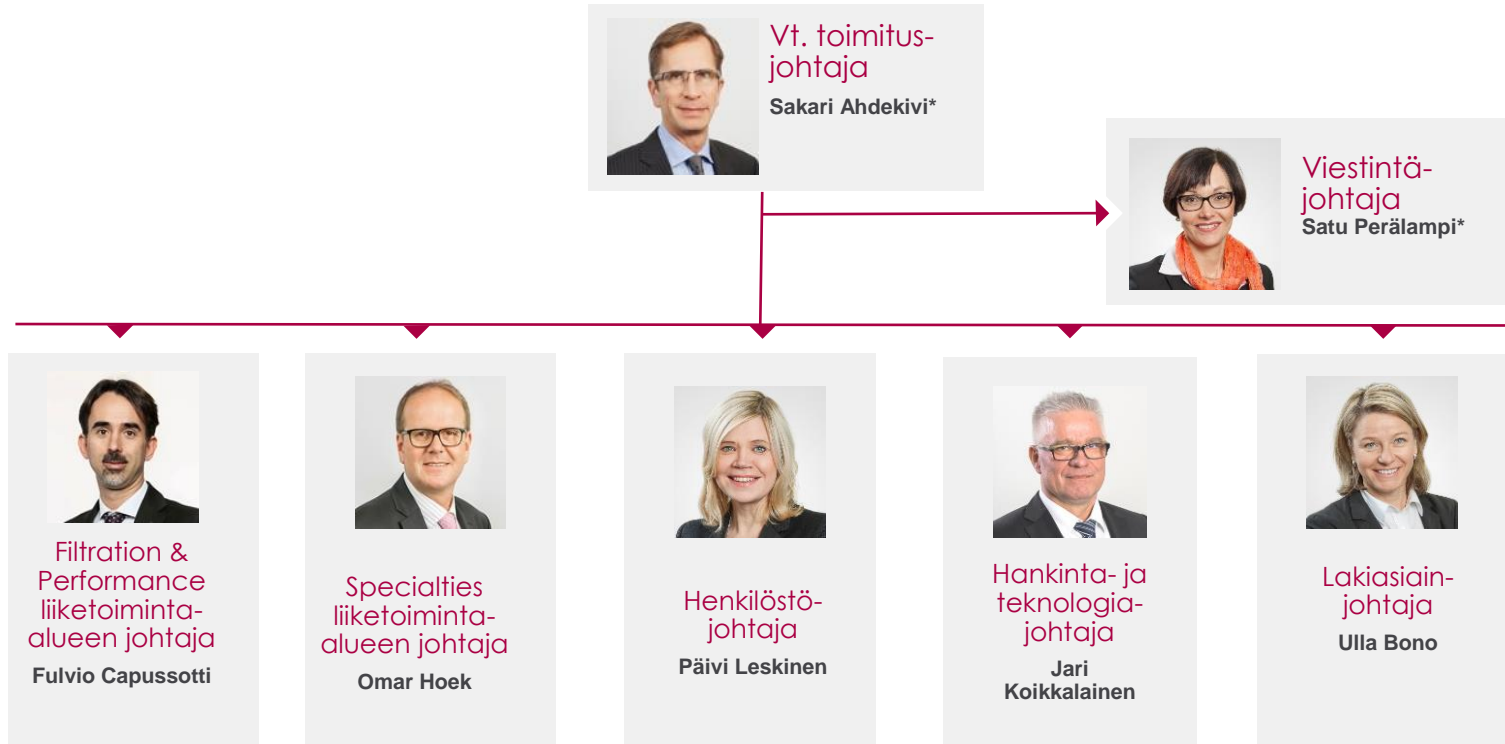 Vt. toimitus-
johtaja
Sakari Ahdekivi*
Viestintä-
johtaja
Satu Perälampi*
Filtration &
Performance
liiketoiminta-
alueen johtaja
Fulvio Capussotti
Specialties
liiketoiminta-
alueen johtaja
Omar Hoek
Henkilöstö-
johtaja
Päivi Leskinen
Hankinta- ja
teknologia-
johtaja
Jari
Koikkalainen
Lakiasiain-
johtaja
Ulla Bono